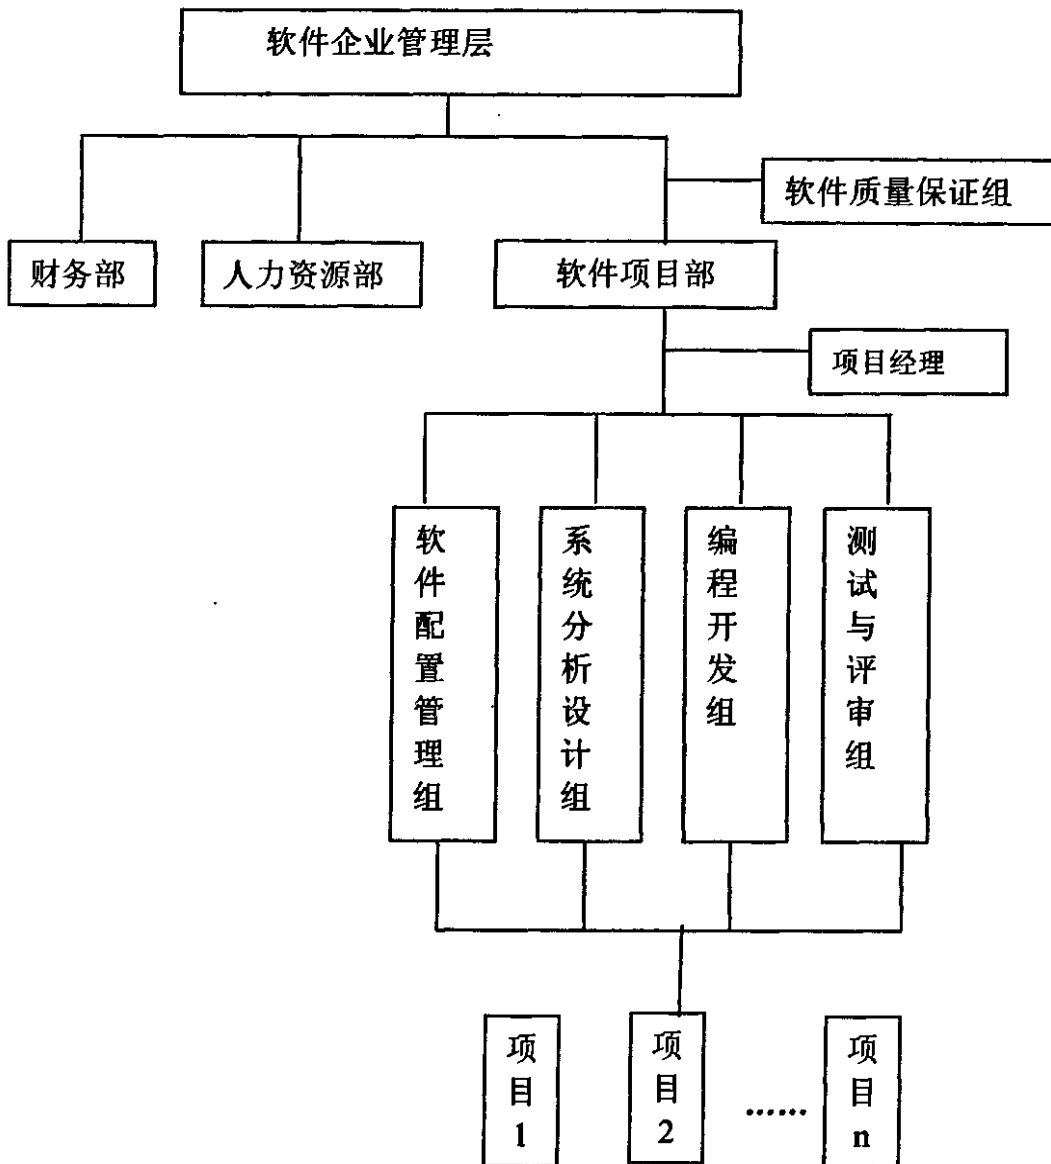 软件企业管理层
软件质量保证组
财务部
人力资源部
软件项目部
项目经理
软件配置管理组
系统分析设计组
编程开发组
测试与评审组
项目1
项目2
……
项目n